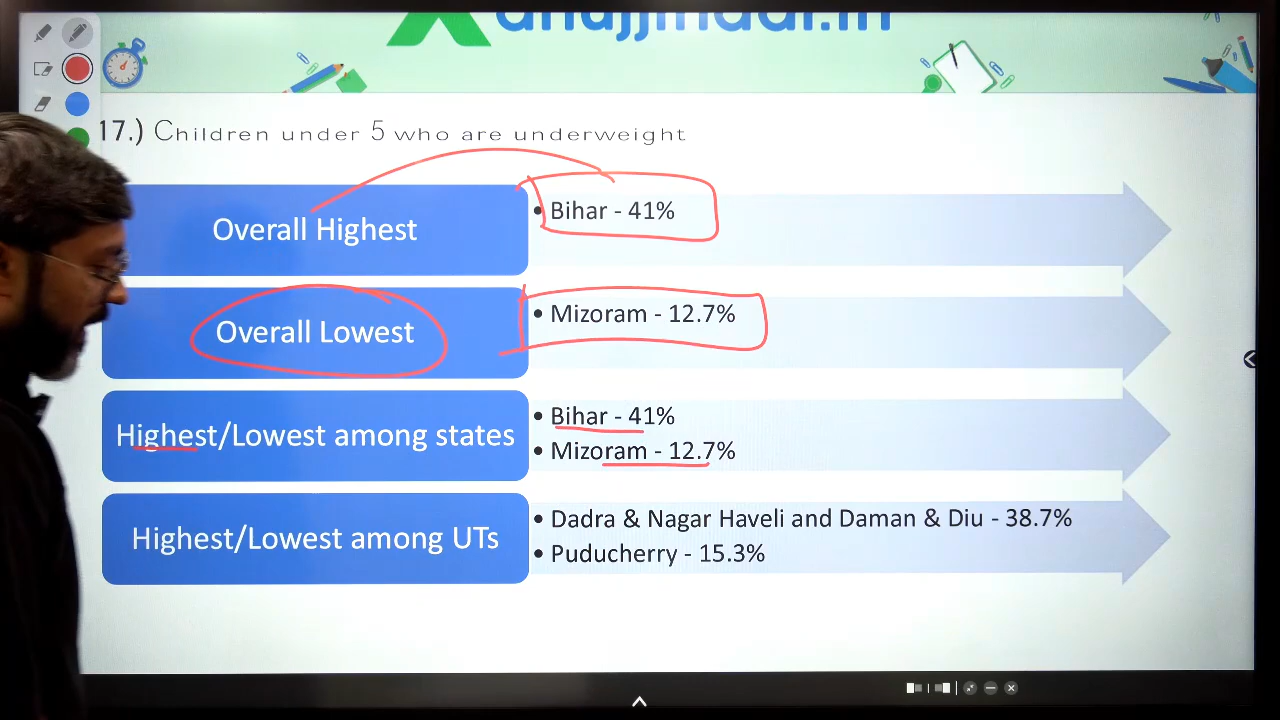 anujjindal.in
17.) Children under 5 who are underweight
Overall Highest
• Bihar - 41%
Overall Lowest
• Mizoram - 12.7%
Highest/Lowest among states
• Bihar - 41%
• Mizoram - 12.7%
Highest/Lowest among UTs
• Dadra & Nagar Haveli and Daman & Diu - 38.7%
• Puducherry - 15.3%